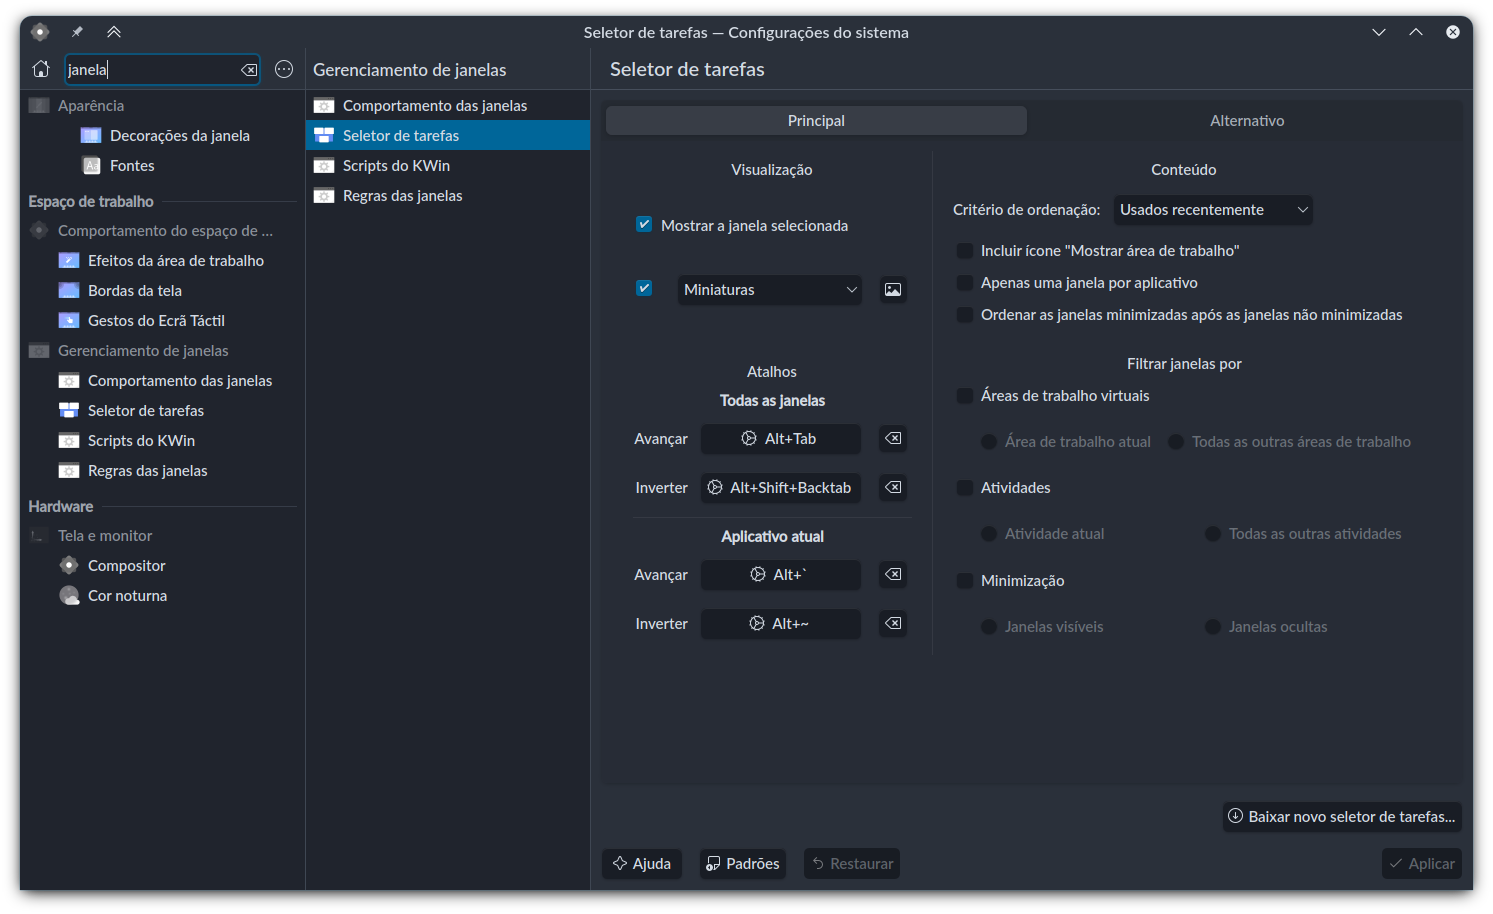 Seletor de tarefas — Configurações do sistema
janela
Gerenciamento de janelas
Seletor de tarefas
Aparência
Decorações da janela
Fontes
Espaço de trabalho
Comportamento do espaço de ...
Efeitos da área de trabalho
Bordas da tela
Gestos do Ecrã Táctil
Gerenciamento de janelas
Comportamento das janelas
Seletor de tarefas
Scripts do KWin
Regras das janelas
Hardware
Tela e monitor
Compositor
Cor noturna
Comportamento das janelas
Seletor de tarefas
Scripts do KWin
Regras das janelas
Principal
Alternativo
Visualização
Mostrar a janela selecionada
Miniaturas
Atalhos
Todas as janelas
Avançar Alt+Tab
Inverter Alt+Shift+Backtab
Aplicativo atual
Avançar Alt+`
Inverter Alt+~
Conteúdo
Critério de ordenação: Usados recentemente
Incluir ícone "Mostrar área de trabalho"
Apenas uma janela por aplicativo
Ordenar as janelas minimizadas após as janelas não minimizadas
Filtrar janelas por
Áreas de trabalho virtuais
Área de trabalho atual Todas as outras áreas de trabalho
Atividades
Atividade atual Todas as outras atividades
Minimização
Janelas visíveis Janelas ocultas
Baixar novo seletor de tarefas...
Ajuda Padrões Restaurar Aplicar